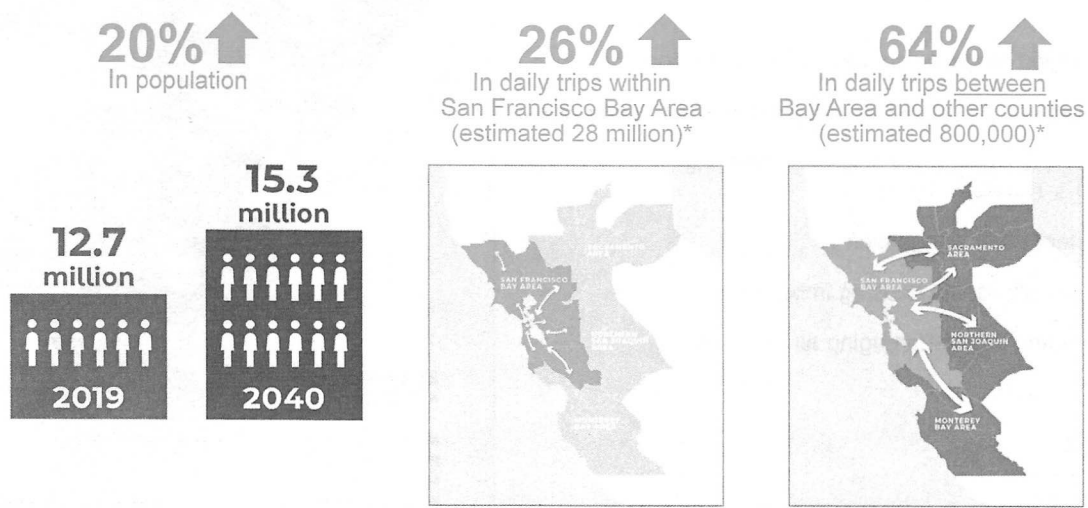 20%
In population
15.3
million
12.7
million
2019
2040
26%
In daily trips within
San Francisco Bay Area
(estimated 28 million)*
SACRAMENTO
AREA
SAN FRANCISCO
BAY AREA
NORTHERN
SAN JOAQUIN
AREA
MONTEREY
BAY AREA
64%
In daily trips between
Bay Area and other counties
(estimated 800,000)*
SACRAMENTO
AREA
SAN FRANCISCO
BAY AREA
NORTHERN
SAN JOAQUIN
AREA
MONTEREY
BAY AREA